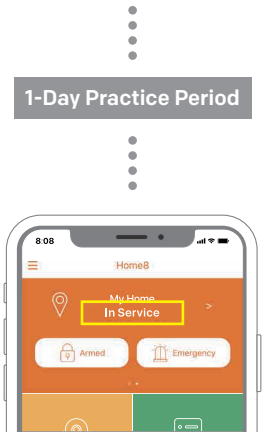 1-Day Practice Period
8:08
Home8
My Home
In Service
>
Armed
Emergency